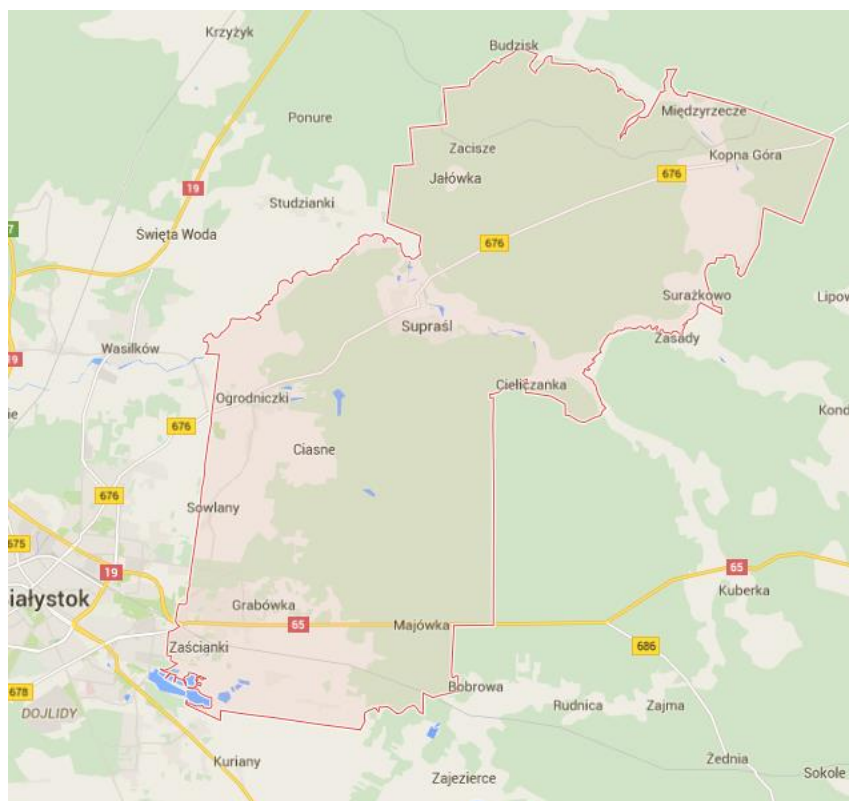 Krzyżyk
Budzisk
Międzyrzecze
Ponure
Zacisze
Kopna Góra
Jałówka
676
19
Studzianki
7
Święta Woda
676
Surażkowo
Lipow
Supraśl
Zasady
Wasilków
19
Cieliczanka
Ogrodniczki
ie
Kond
676
Ciasne
676
Sowlany
675
19
65
Kuberka
iałystok
Grabówka
65
Majówka
Zaścianki
686
678
Bobrowa
Rudnica
Zajma
DOJLIDY
Kuriany
Żednia
Zajezierce
Sokole